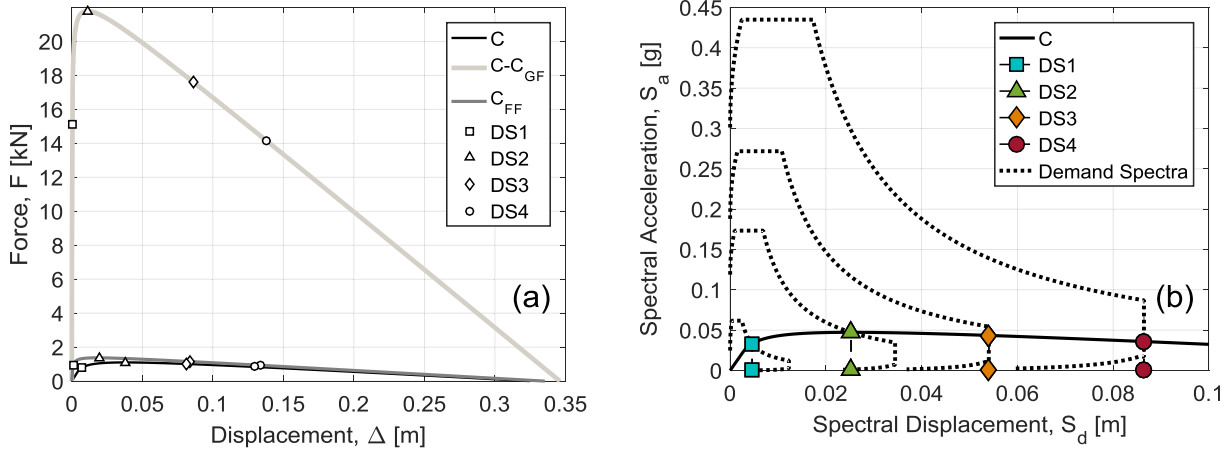 20
18
16
14
12
10
8
6
4
2
0
Force, F [kN]
C
C-C_GF
C_FF
DS1
DS2
DS3
DS4
(a)
0 0.05 0.1 0.15 0.2 0.25 0.3 0.35
Displacement, Δ [m]
0.45
0.4
0.35
0.3
0.25
0.2
0.15
0.1
0.05
0
Spectral Acceleration, S_a [g]
C
DS1
DS2
DS3
DS4
Demand Spectra
(b)
0 0.02 0.04 0.06 0.08 0.1
Spectral Displacement, S_d [m]